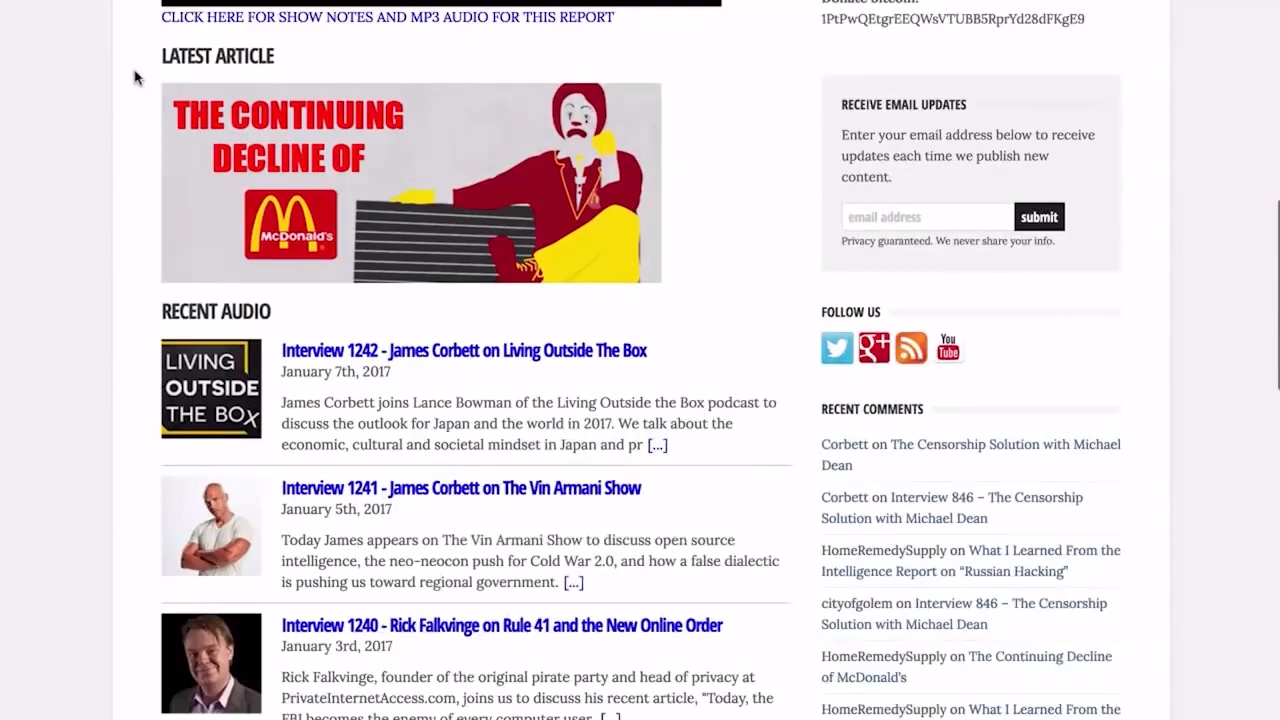 CLICK HERE FOR SHOW NOTES AND MP3 AUDIO FOR THIS REPORT
LATEST ARTICLE
THE CONTINUING
DECLINE OF
McDonald's
RECENT AUDIO
LIVING
OUTSIDE
THE BOX
Interview 1242 - James Corbett on Living Outside The Box
January 7th, 2017
James Corbett joins Lance Bowman of the Living Outside the Box podcast to
discuss the outlook for Japan and the world in 2017. We talk about the
economic, cultural and societal mindset in Japan and pr [...]
Interview 1241 - James Corbett on The Vin Armani Show
January 5th, 2017
Today James appears on The Vin Armani Show to discuss open source
intelligence, the neo-neocon push for Cold War 2.0, and how a false dialectic
is pushing us toward regional government. [...]
Interview 1240 - Rick Falkvinge on Rule 41 and the New Online Order
January 3rd, 2017
Rick Falkvinge, founder of the original pirate party and head of privacy at
PrivateInternetAccess.com, joins us to discuss his recent article, "Today, the
FBI becomes the enemy of every computer user. [...]
Donate Bitcoin:
1PtPwQEtgrEEQWsVTUBB5RprYd28dFKgE9
RECEIVE EMAIL UPDATES
Enter your email address below to receive
updates each time we publish new
content.
email address
submit
Privacy guaranteed. We never share your info.
FOLLOW US
g+
You
Tube
RECENT COMMENTS
Corbett on The Censorship Solution with Michael
Dean
Corbett on Interview 846 – The Censorship
Solution with Michael Dean
HomeRemedySupply on What I Learned From the
Intelligence Report on “Russian Hacking”
cityofgolem on Interview 846 – The Censorship
Solution with Michael Dean
HomeRemedySupply on The Continuing Decline
of McDonald’s
HomeRemedySupply on What I Learned From the